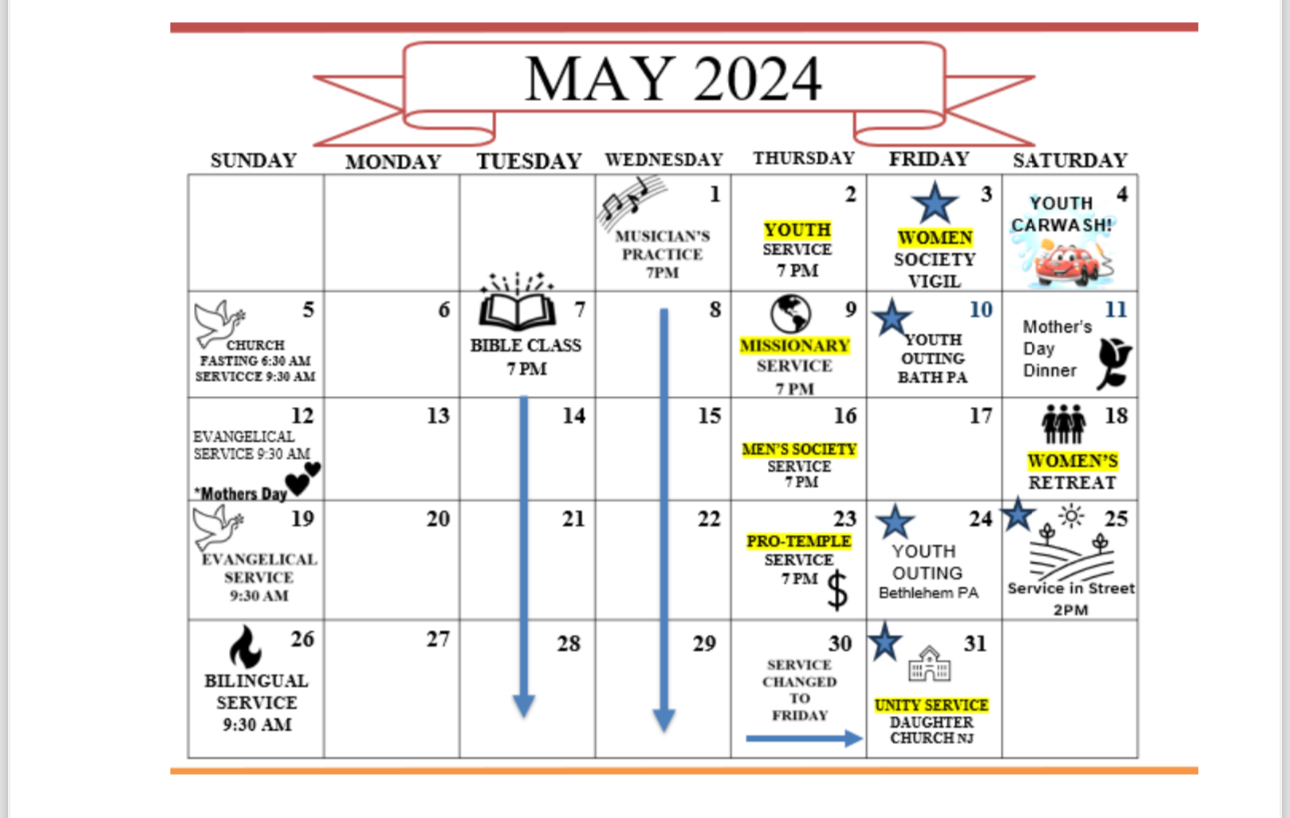 MAY 2024
SUNDAY MONDAY TUESDAY WEDNESDAY THURSDAY FRIDAY SATURDAY
1
MUSICIAN'S
PRACTICE
7PM
2
YOUTH
SERVICE
7 PM
3
WOMEN
SOCIETY
VIGIL
4
YOUTH
CARWASH!
5
CHURCH
FASTING 6:30 AM
SERVICCE 9:30 AM
6
7
BIBLE CLASS
7 PM
8
9
MISSIONARY
SERVICE
7 PM
10
YOUTH
OUTING
BATH PA
11
Mother's
Day
Dinner
12
EVANGELICAL
SERVICE 9:30 AM
*Mothers Day
13
14
15
16
MEN'S SOCIETY
SERVICE
7 PM
17
18
WOMEN'S
RETREAT
19
EVANGELICAL
SERVICE
9:30 AM
20
21
22
23
PRO-TEMPLE
SERVICE
7 PM
$
24
YOUTH
OUTING
Bethlehem PA
25
Service in Street
2PM
26
BILINGUAL
SERVICE
9:30 AM
27
28
29
30
SERVICE
CHANGED
TO
FRIDAY
31
UNITY SERVICE
DAUGHTER
CHURCH NJ